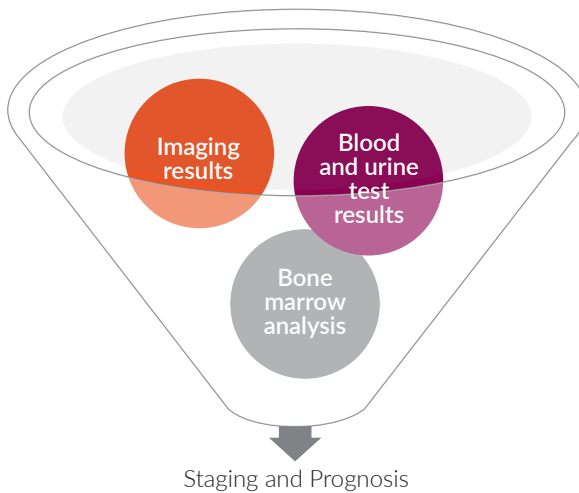 Imaging
results
Blood
and urine
test
results
Bone
marrow
analysis
Staging and Prognosis